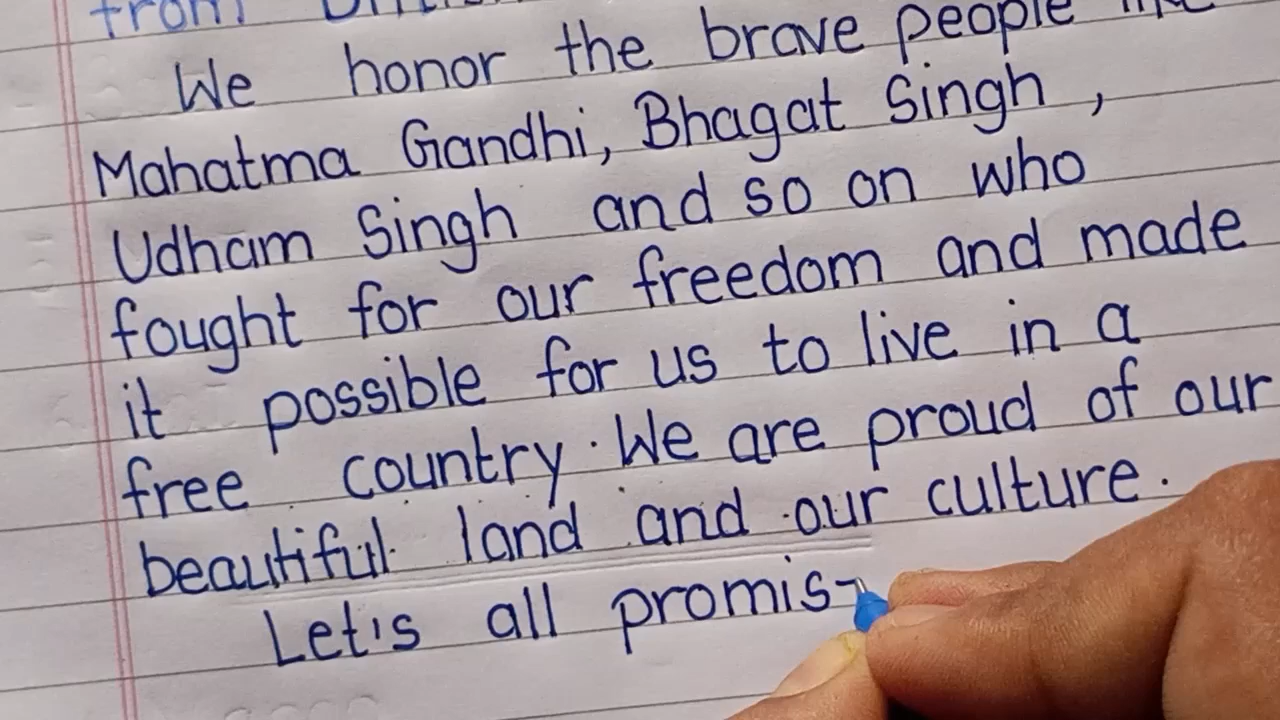 from
We honor the brave people like
Mahatma Gandhi, Bhagat Singh,
Udham Singh and so on who
fought for our freedom and made
it possible for us to live in a
free country. We are proud of our
beautiful land and our culture.
Let's all promis